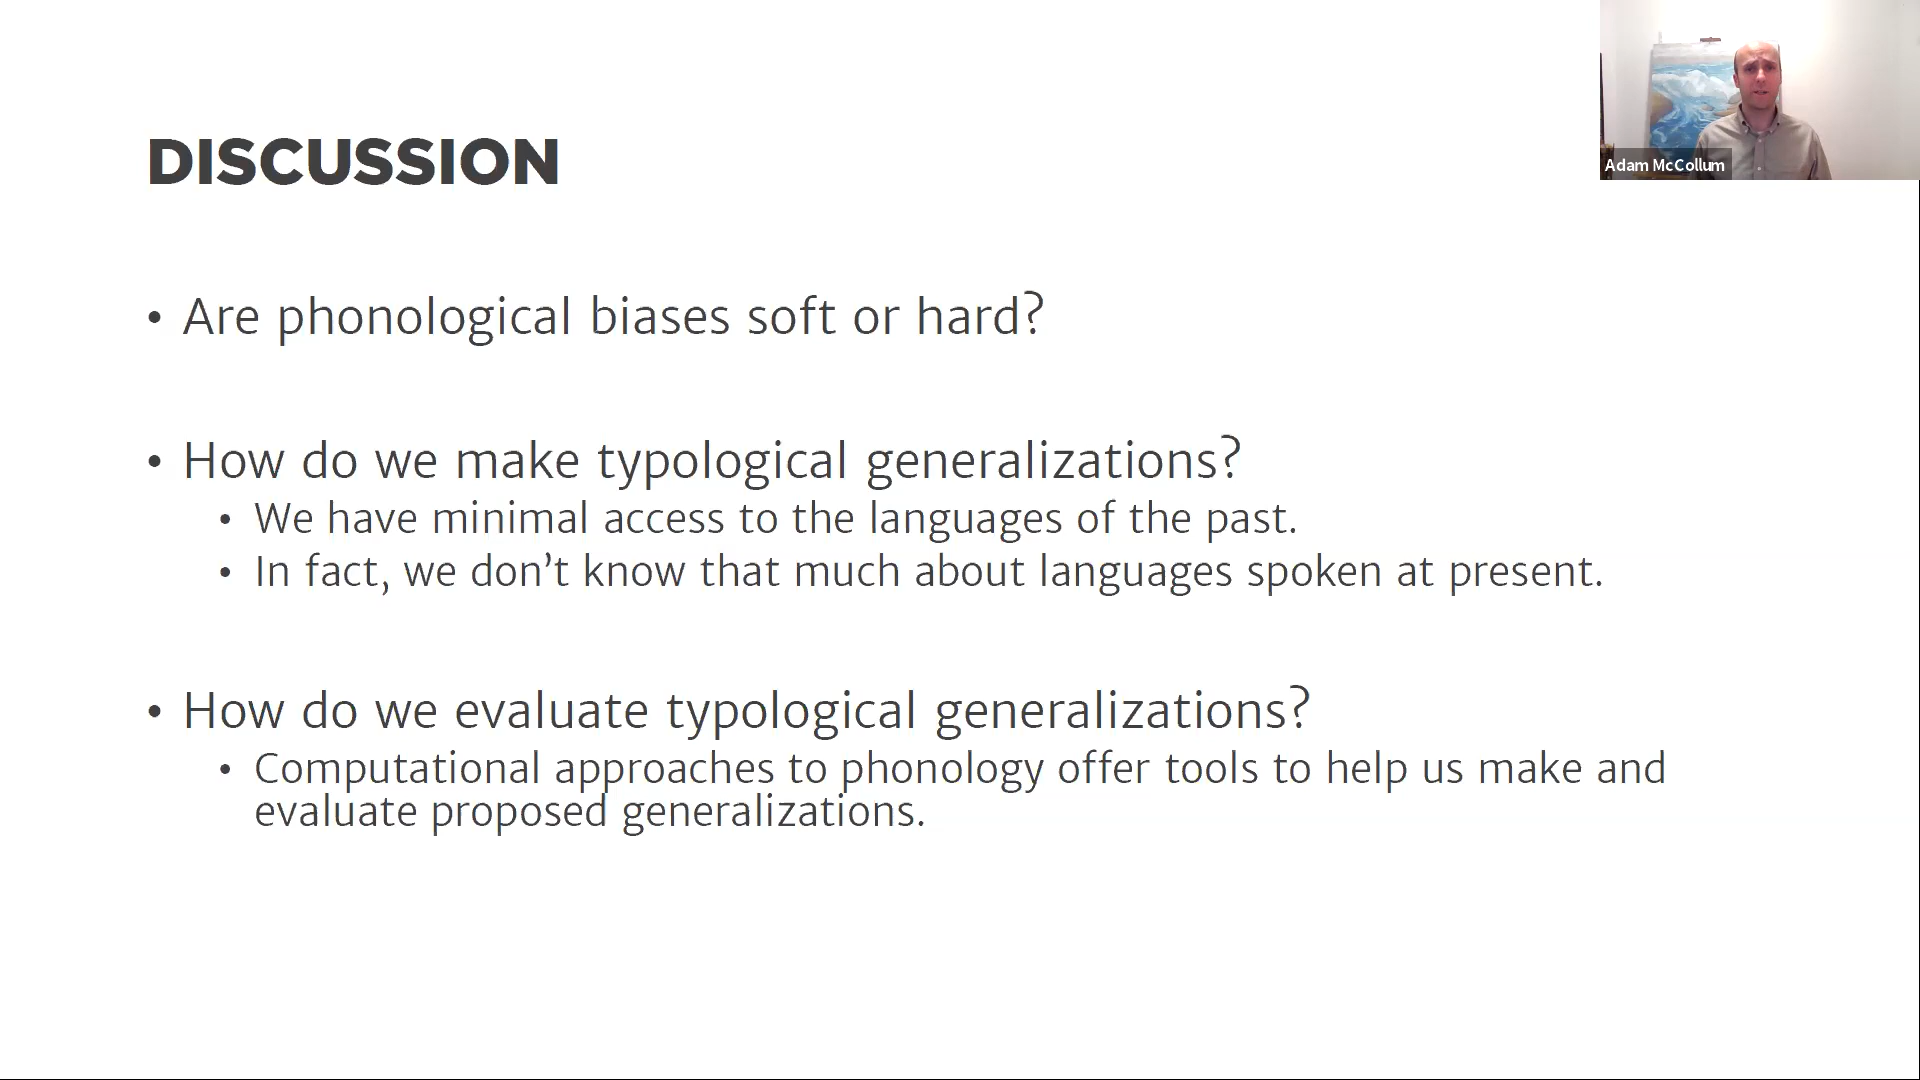 Adam McCollum
DISCUSSION
• Are phonological biases soft or hard?
• How do we make typological generalizations?
• We have minimal access to the languages of the past.
• In fact, we don’t know that much about languages spoken at present.
• How do we evaluate typological generalizations?
• Computational approaches to phonology offer tools to help us make and
evaluate proposed generalizations.